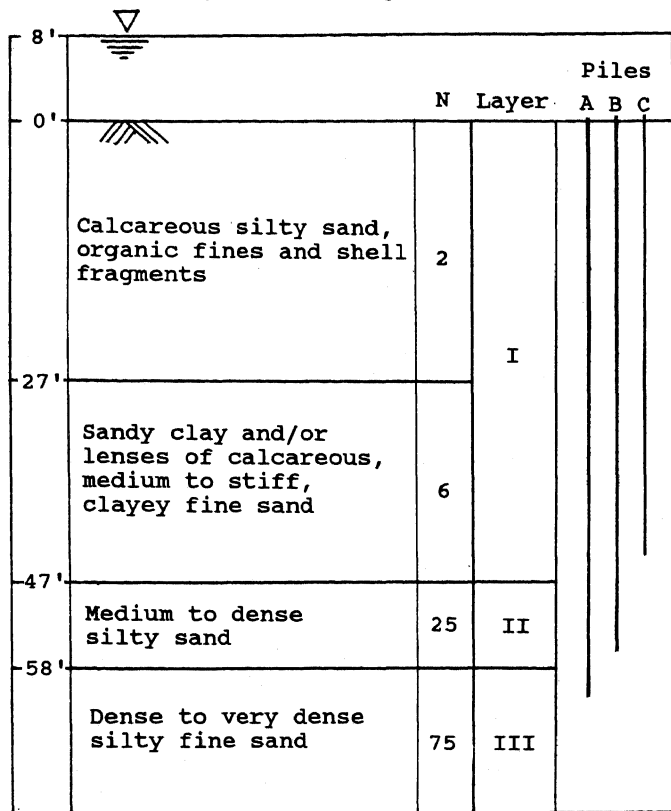 8'
Piles
N Layer A B C
0'
Calcareous silty sand,
organic fines and shell
fragments
2
I
27'
Sandy clay and/or
lenses of calcareous,
medium to stiff,
clayey fine sand
6
47'
Medium to dense
silty sand
25 II
58'
Dense to very dense
silty fine sand
75 III